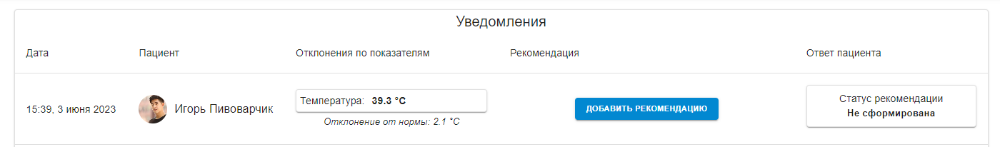 Уведомления
Дата Пациент Отклонения по показателям Рекомендация Ответ пациента
15:39, 3 июня 2023 Игорь Пивоварчик Температура: 39.3 °C ДОБАВИТЬ РЕКОМЕНДАЦИЮ Статус рекомендации
Отклонение от нормы: 2.1 °C Не сформирована